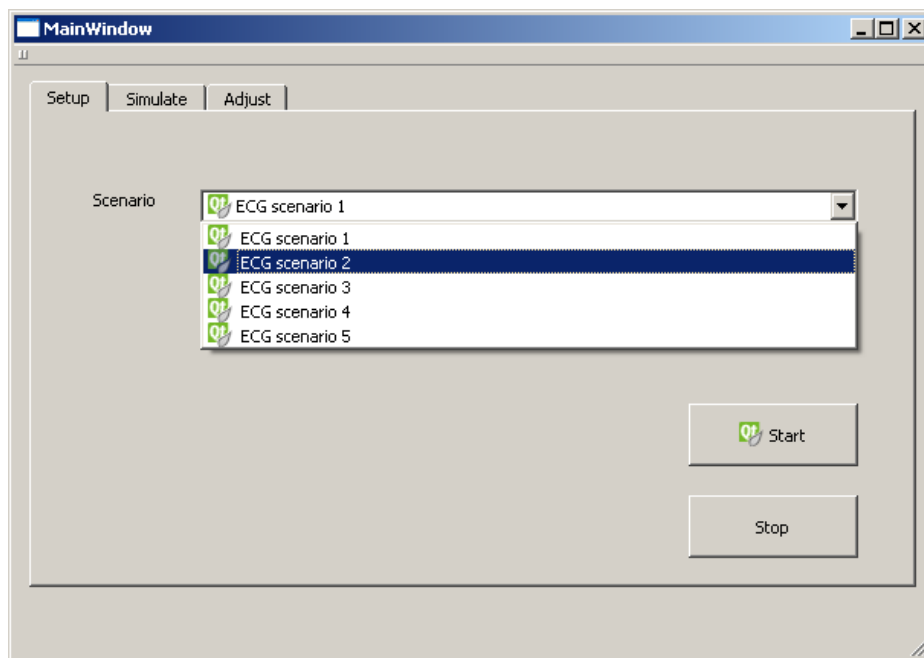 MainWindow
Setup Simulate Adjust
Scenario
ECG scenario 1
ECG scenario 1
ECG scenario 2
ECG scenario 3
ECG scenario 4
ECG scenario 5
Start
Stop